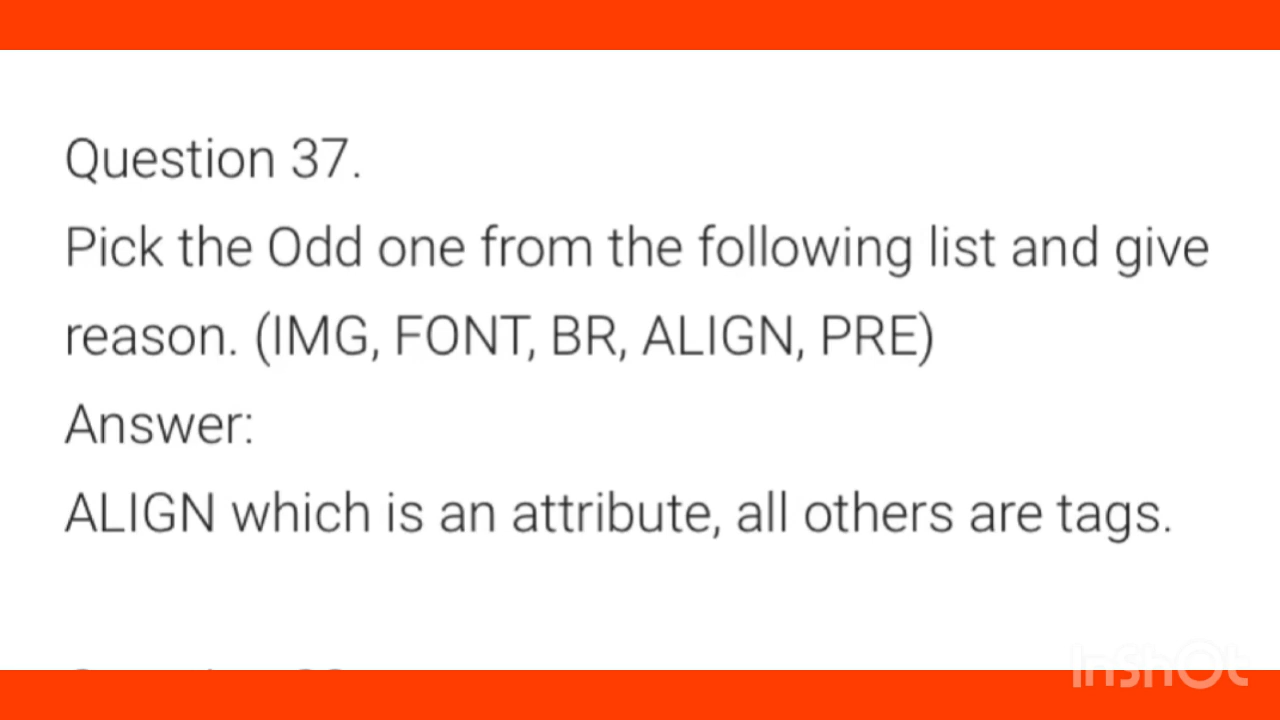 Question 37.
Pick the Odd one from the following list and give
reason. (IMG, FONT, BR, ALIGN, PRE)
Answer:
ALIGN which is an attribute, all others are tags.
InShOt